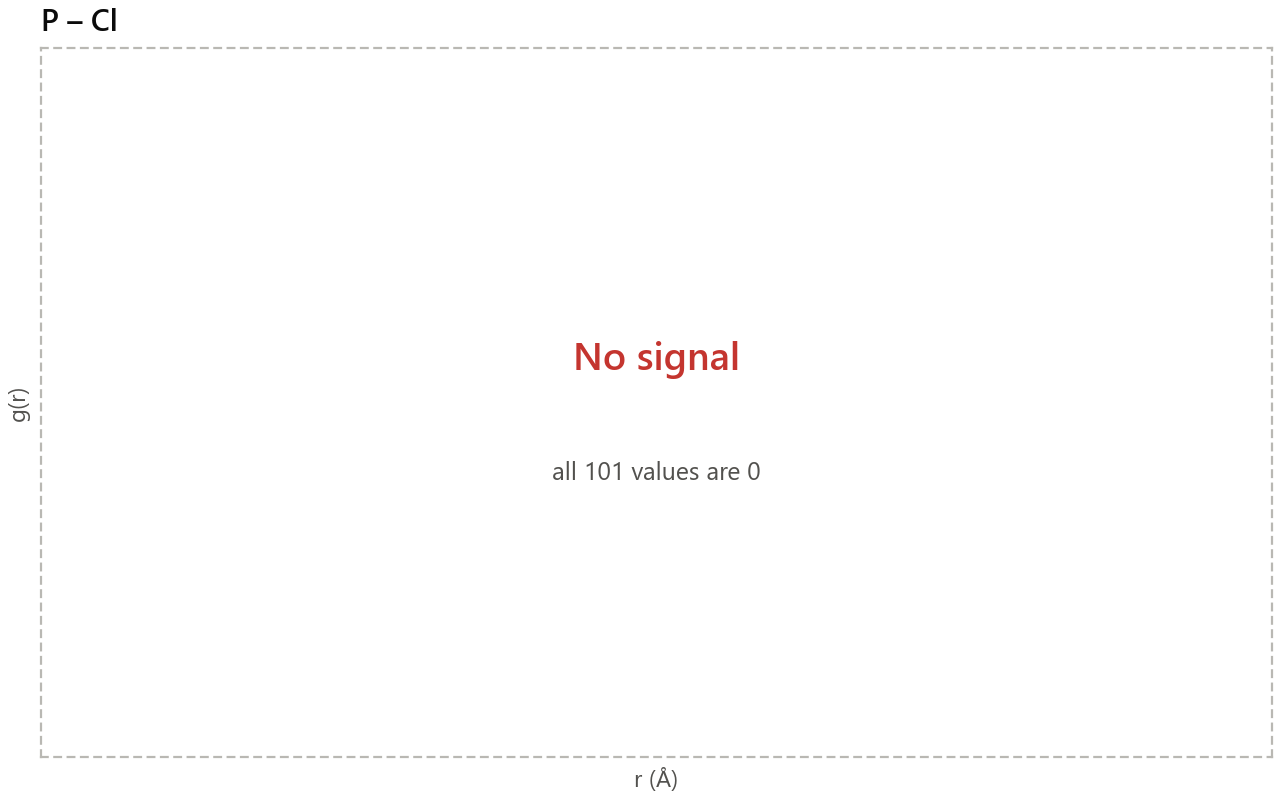 P – Cl
g(r)
No signal
all 101 values are 0
r (Å)